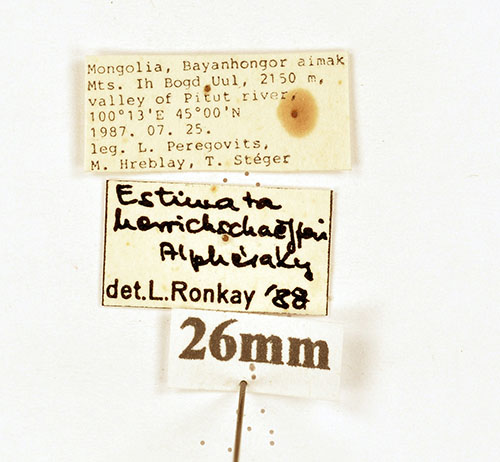 Mongolia, Bayanhongor aimak
Mts. Ih Bogd Uul, 2150 m,
valley of Pitut river,
100°13'E 45°00'N
1987. 07. 25.
leg. L. Peregovits,
M. Hreblay, T. Stéger
Estimata
herrichschaefferi
Alphéraky
det.L.Ronkay '88
26mm